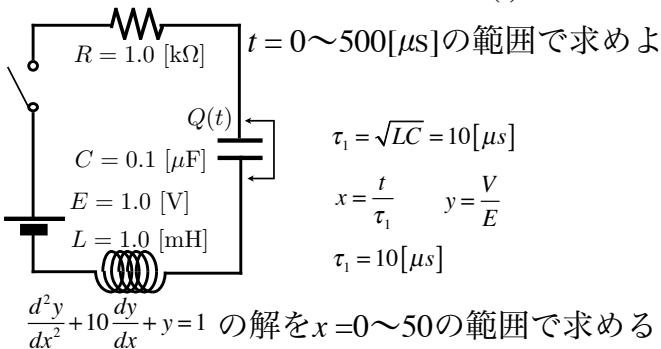 R = 1.0 [kΩ]
t = 0～500[μs]の範囲で求めよ
Q(t)
C = 0.1 [μF]
E = 1.0 [V]
L = 1.0 [mH]
τ₁ = √LC = 10[μs]
x = t/τ₁  y = V/E
τ₁ = 10[μs]
d²y/dx² + 10 dy/dx + y = 1 の解をx =0～50の範囲で求める